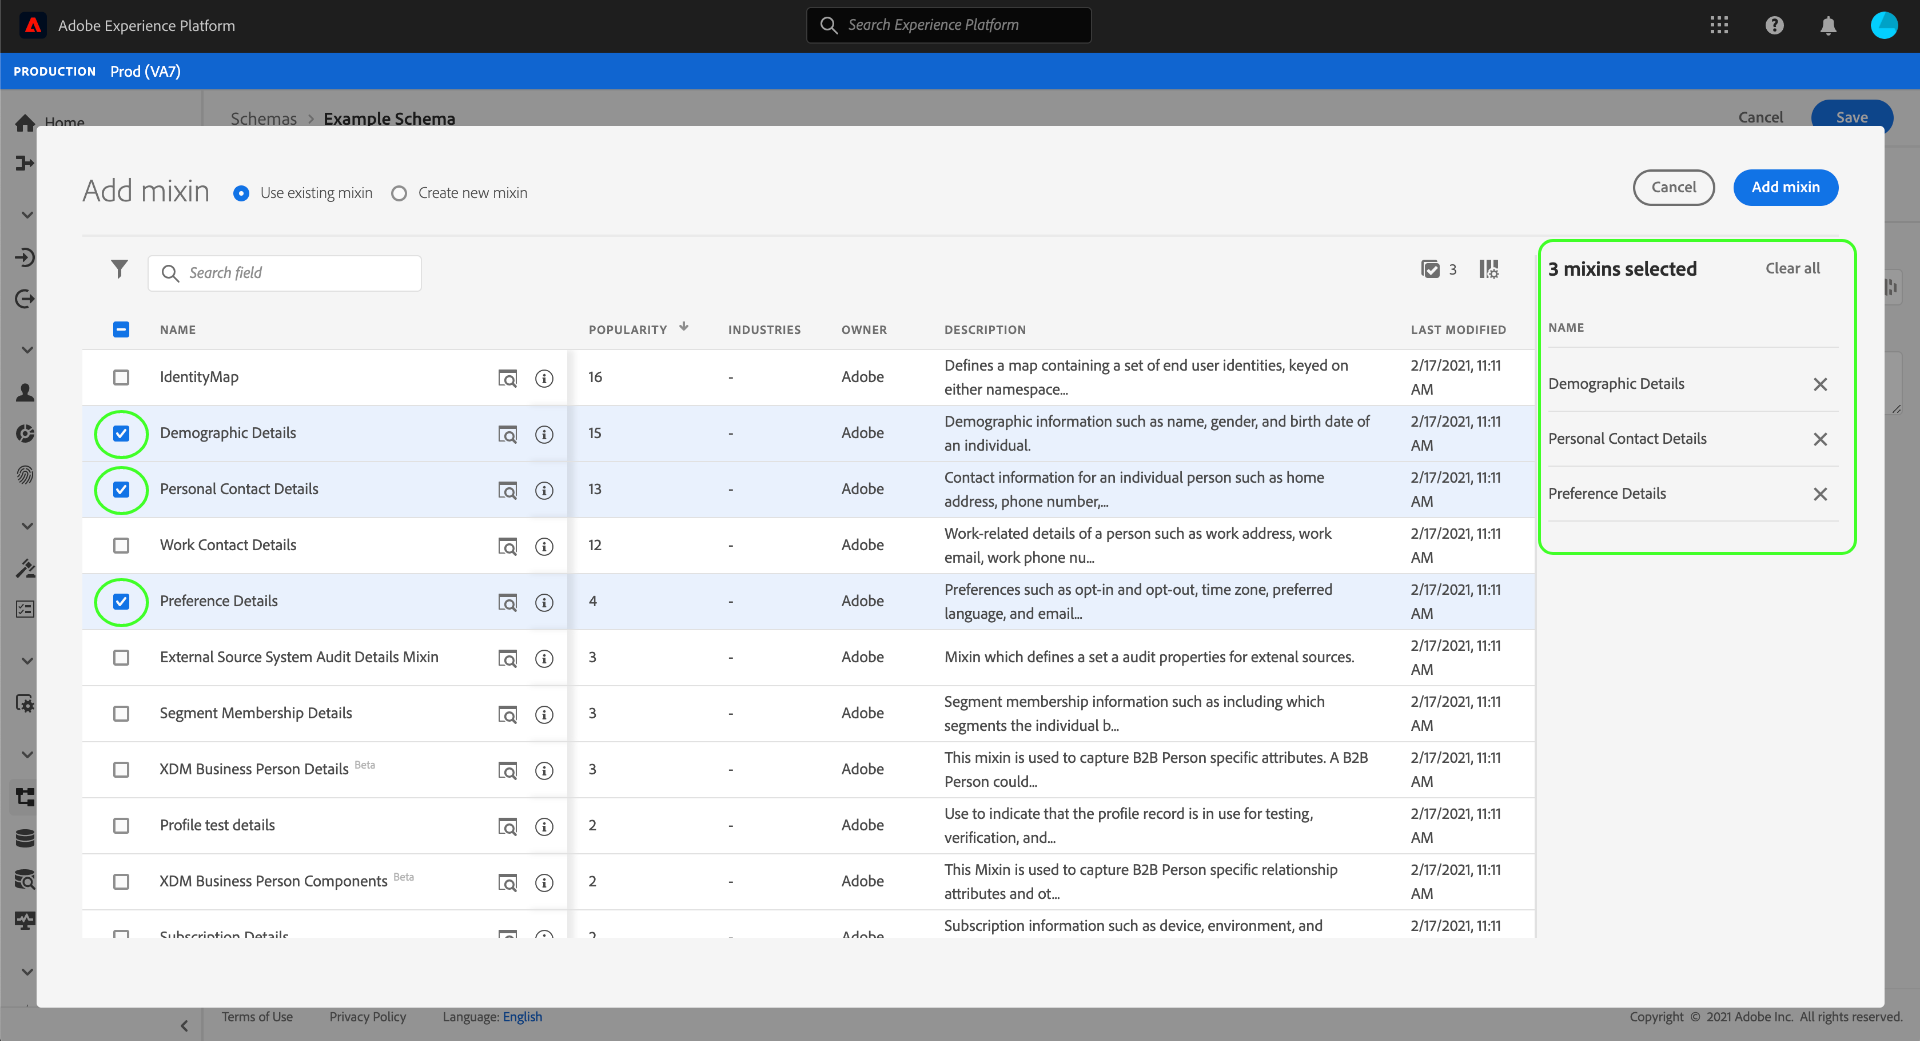 Adobe Experience Platform
Search Experience Platform
PRODUCTION Prod (VA7)
Home
Schemas > Example Schema
Cancel
Save
Add mixin
Use existing mixin
Create new mixin
Cancel
Add mixin
Search field
3
3 mixins selected
Clear all
NAME
POPULARITY
INDUSTRIES
OWNER
DESCRIPTION
LAST MODIFIED
IdentityMap
16
-
Adobe
Defines a map containing a set of end user identities, keyed on
either namespace...
2/17/2021, 11:11
AM
Demographic Details
15
-
Adobe
Demographic information such as name, gender, and birth date of
an individual.
2/17/2021, 11:11
AM
Personal Contact Details
13
-
Adobe
Contact information for an individual person such as home
address, phone number,...
2/17/2021, 11:11
AM
Work Contact Details
12
-
Adobe
Work-related details of a person such as work address, work
email, work phone nu...
2/17/2021, 11:11
AM
Preference Details
4
-
Adobe
Preferences such as opt-in and opt-out, time zone, preferred
language, and email...
2/17/2021, 11:11
AM
External Source System Audit Details Mixin
3
-
Adobe
Mixin which defines a set a audit properties for extenal sources.
2/17/2021, 11:11
AM
Segment Membership Details
3
-
Adobe
Segment membership information such as including which
segments the individual b...
2/17/2021, 11:11
AM
XDM Business Person Details Beta
3
-
Adobe
This mixin is used to capture B2B Person specific attributes. A B2B
Person could...
2/17/2021, 11:11
AM
Profile test details
2
-
Adobe
Use to indicate that the profile record is in use for testing,
verification, and...
2/17/2021, 11:11
AM
XDM Business Person Components Beta
2
-
Adobe
This Mixin is used to capture B2B Person specific relationship
attributes and ot...
2/17/2021, 11:11
AM
Subscription Details
2
-
Adobe
Subscription information such as device, environment, and
2/17/2021, 11:11
NAME
Demographic Details
Personal Contact Details
Preference Details
Terms of Use
Privacy Policy
Language: English
Copyright © 2021 Adobe Inc. All rights reserved.